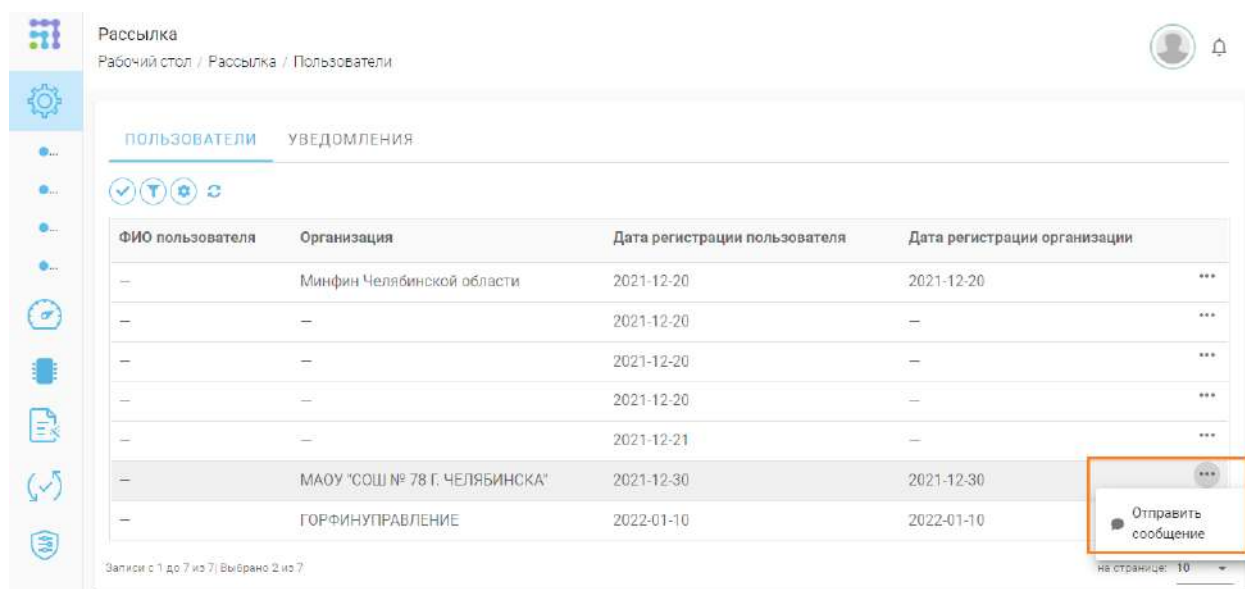 Рассылка
Рабочий стол / Рассылка / Пользователи
ПОЛЬЗОВАТЕЛИ УВЕДОМЛЕНИЯ
ФИО пользователя Организация Дата регистрации пользователя Дата регистрации организации
— Минфин Челябинской области 2021-12-20 2021-12-20 •••
— — 2021-12-20 — •••
— — 2021-12-20 — •••
— — 2021-12-20 — •••
— — 2021-12-21 — •••
— МАОУ "СОШ № 78 Г. ЧЕЛЯБИНСКА" 2021-12-30 2021-12-30 •••
— ГОРФИНУПРАВЛЕНИЕ 2022-01-10 2022-01-10
Отправить
сообщение
Записи с 1 до 7 из 7| Выбрано 2 из 7 на странице: 10